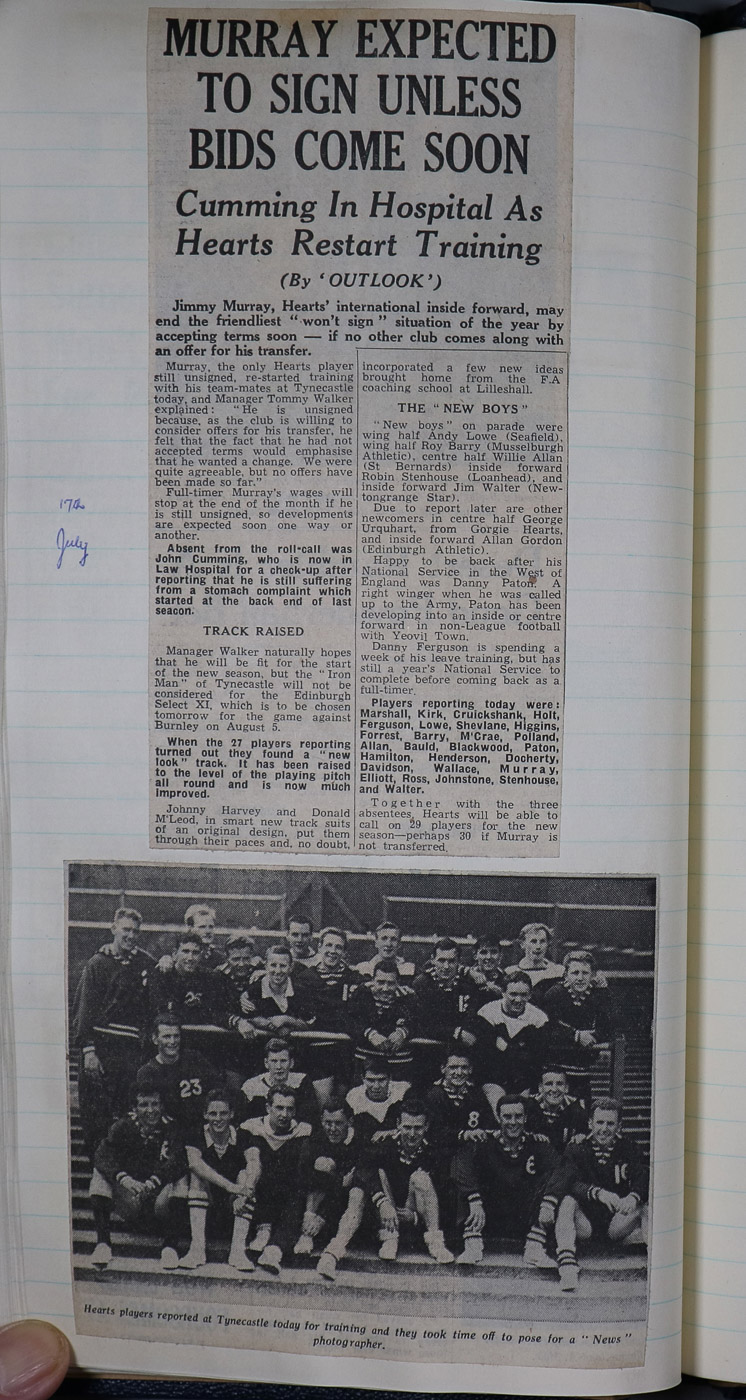 MURRAY EXPECTED
TO SIGN UNLESS
BIDS COME SOON
Cumming In Hospital As
Hearts Restart Training
(By ‘OUTLOOK’)
Jimmy Murray, Hearts' international inside forward, may
end the friendliest “won't sign” situation of the year by
accepting terms soon — if no other club comes along with
an offer for his transfer.
Murray, the only Hearts player
still unsigned, re-started training
with his team-mates at Tynecastle
today, and Manager Tommy Walker
explained: “He is unsigned
because, as the club is willing to
consider offers for his transfer, he
felt that the fact that he had not
accepted terms would emphasise
that he wanted a change. We were
quite agreeable, but no offers have
been made so far.”
Full-timer Murray's wages will
stop at the end of the month if he
is still unsigned, so developments
are expected soon one way or
another.
Absent from the roll-call was
John Cumming, who is now in
Law Hospital for a check-up after
reporting that he is still suffering
from a stomach complaint which
started at the back end of last
seacon.
TRACK RAISED
Manager Walker naturally hopes
that he will be fit for the start
of the new season, but the “Iron
Man” of Tynecastle will not be
considered for the Edinburgh
Select XI, which is to be chosen
tomorrow for the game against
Burnley on August 5.
When the 27 players reporting
turned out they found a “new
look” track. It has been raised
to the level of the playing pitch
all round and is now much
improved.
Johnny Harvey and Donald
M'Leod, in smart new track suits
of an original design, put them
through their paces and, no doubt,
incorporated a few new ideas
brought home from the F.A
coaching school at Lilleshall.
THE “NEW BOYS”
“New boys” on parade were
wing half Andy Lowe (Seafield),
wing half Roy Barry (Musselburgh
Athletic), centre half Willie Allan
(St Bernards) inside forward
Robin Stenhouse (Loanhead), and
inside forward Jim Walter (New-
tongrange Star).
Due to report later are other
newcomers in centre half George
Urquhart, from Gorgie Hearts,
and inside forward Allan Gordon
(Edinburgh Athletic).
Happy to be back after his
National Service in the West of
England was Danny Paton. A
right winger when he was called
up to the Army, Paton has been
developing into an inside or centre
forward in non-League football
with Yeovil Town.
Danny Ferguson is spending a
week of his leave training, but has
still a year's National Service to
complete before coming back as a
full-timer.
Players reporting today were:
Marshall, Kirk, Cruickshank, Holt,
Ferguson, Lowe, Shevlane, Higgins,
Forrest, Barry, M'Crae, Polland,
Allan, Bauld, Blackwood, Paton,
Hamilton, Henderson, Docherty,
Davidson, Wallace, Murray,
Elliott, Ross, Johnstone, Stenhouse,
and Walter.
Together with the three
absentees, Hearts will be able to
call on 29 players for the new
season—perhaps 30 if Murray is
not transferred.
17th
July
23
8
Hearts players reported at Tynecastle today for training and they took time off to pose for a “News”
photographer.